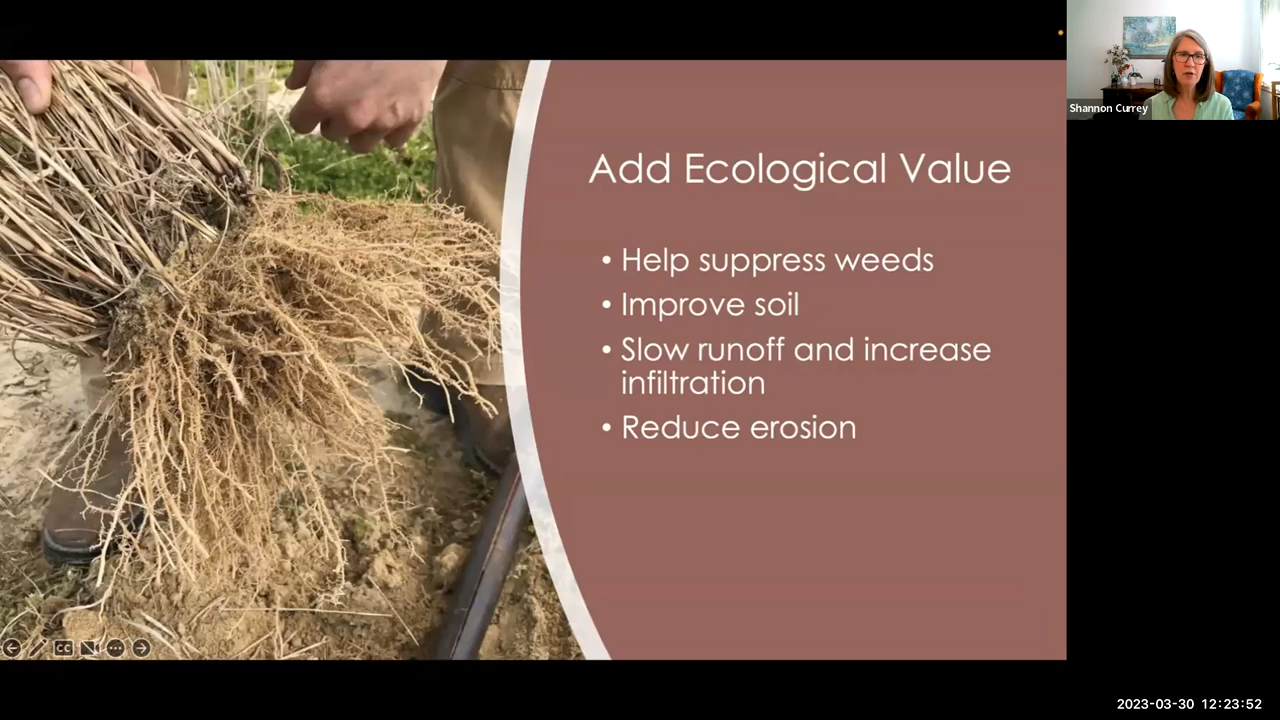 Shannon Currey
Add Ecological Value
• Help suppress weeds
• Improve soil
• Slow runoff and increase
infiltration
• Reduce erosion
CC
2023-03-30 12:23:52